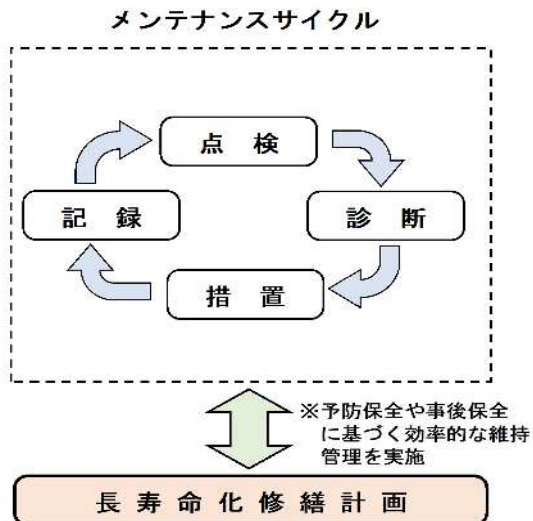 メンテナンスサイクル
点 検
記 録
診 断
措 置
※予防保全や事後保全
に基づく効率的な維持
管理を実施
長 寿 命 化 修 繕 計 画